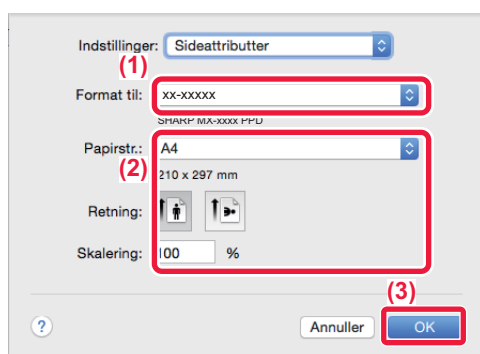 Indstillinger: Sideattributter
(1)
Format til: xx-xxxxx
SHARP MX-xxxx PPD
Papirstr.: A4
(2)
210 x 297 mm
Retning:
Skalering: 100 %
(3)
? Annuller OK